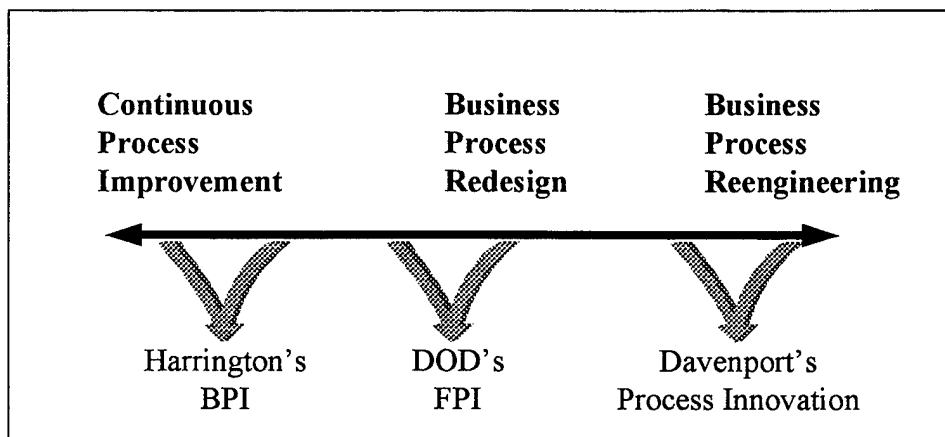 Continuous
Process
Improvement
Business
Process
Redesign
Business
Process
Reengineering
Harrington's
BPI
DOD's
FPI
Davenport's
Process Innovation